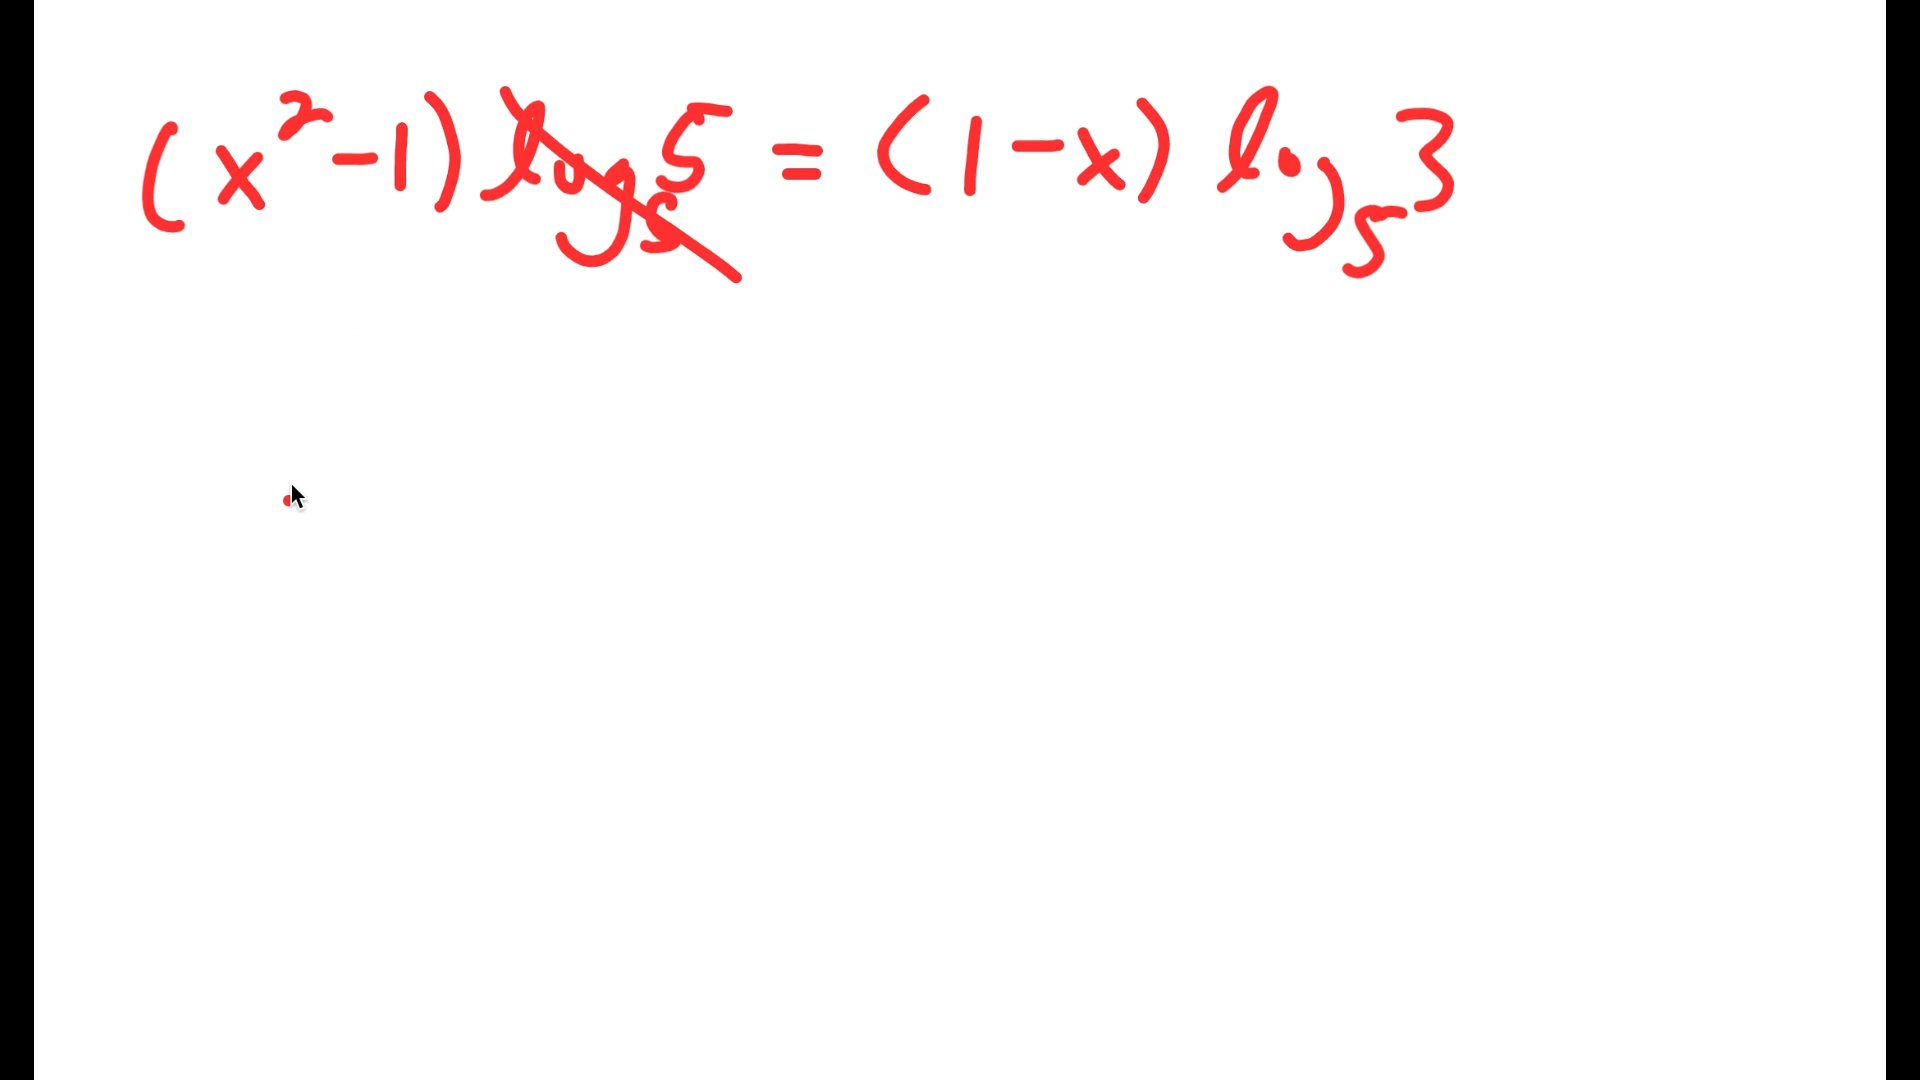 (x²-1) log₅5 = (1-x) log₅3